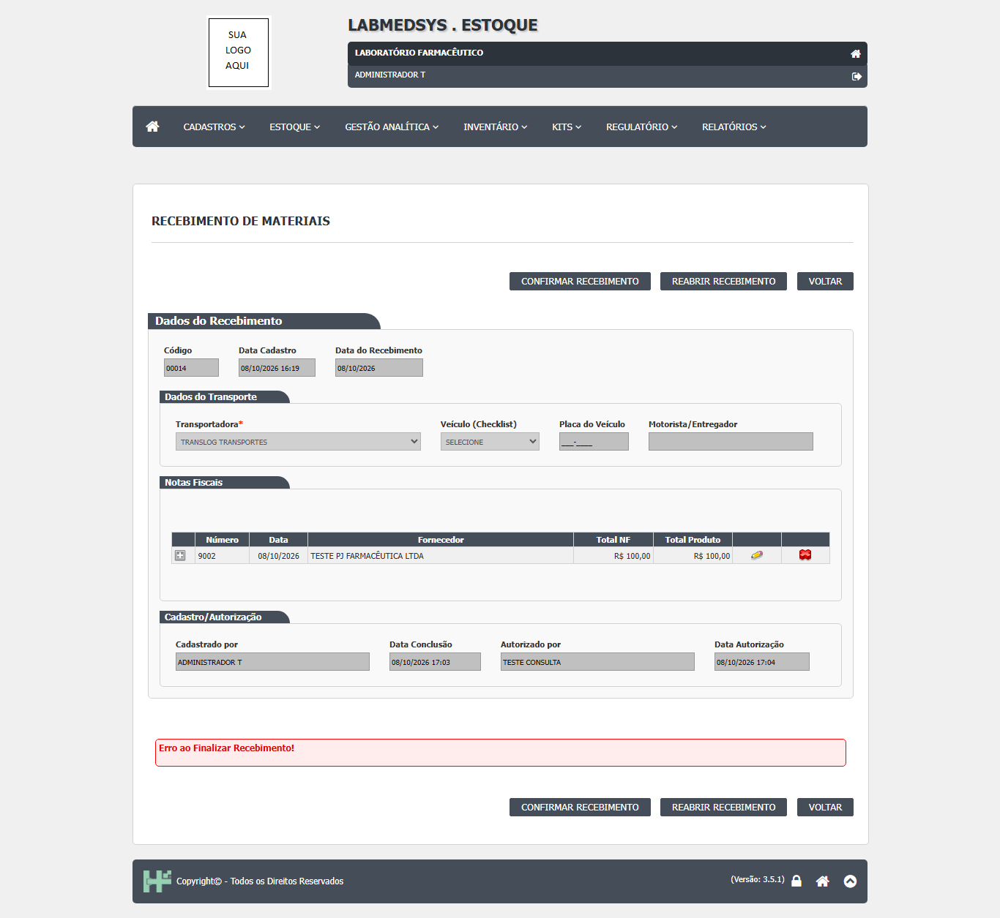 SUA
LOGO
AQUI
LABMEDSYS . ESTOQUE
LABORATÓRIO FARMACÊUTICO
ADMINISTRADOR T
CADASTROS ESTOQUE GESTÃO ANALÍTICA INVENTÁRIO KITS REGULATÓRIO RELATÓRIOS
RECEBIMENTO DE MATERIAIS
CONFIRMAR RECEBIMENTO REABRIR RECEBIMENTO VOLTAR
Dados do Recebimento
Código Data Cadastro Data do Recebimento
00014 08/10/2026 16:19 08/10/2026
Dados do Transporte
Transportadora* Veículo (Checklist) Placa do Veículo Motorista/Entregador
TRANSLOG TRANSPORTES SELECIONE ___-____
Notas Fiscais
Número Data Fornecedor Total NF Total Produto
9002 08/10/2026 TESTE PJ FARMACÊUTICA LTDA R$ 100,00 R$ 100,00
Cadastro/Autorização
Cadastrado por Data Conclusão Autorizado por Data Autorização
ADMINISTRADOR T 08/10/2026 17:03 TESTE CONSULTA 08/10/2026 17:04
Erro ao Finalizar Recebimento!
CONFIRMAR RECEBIMENTO REABRIR RECEBIMENTO VOLTAR
Copyright© - Todos os Direitos Reservados (Versão: 3.5.1)